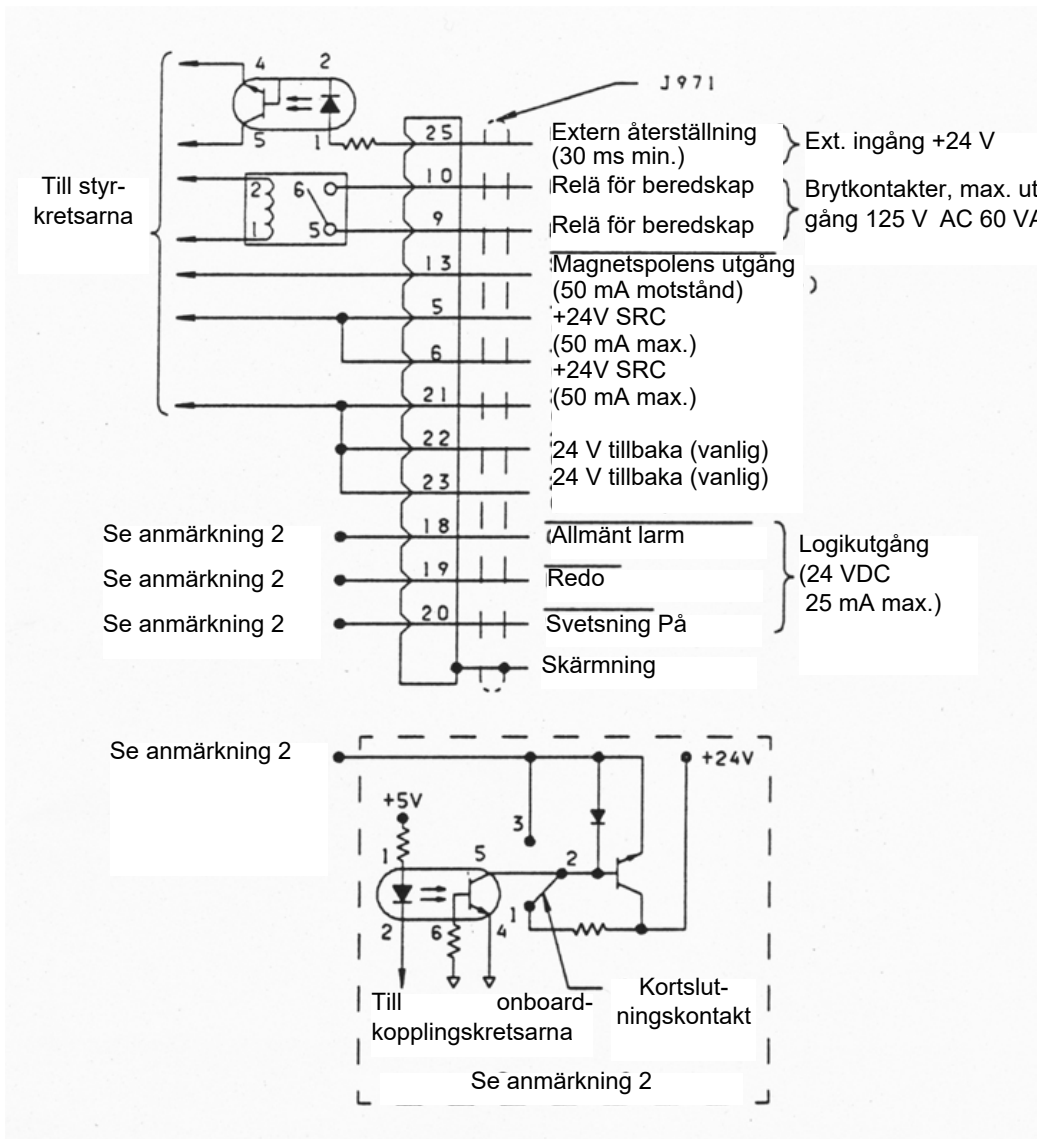 4 2
J971
5 1 25
Extern återställning
(30 ms min.)
Ext. ingång +24 V
Till styr-
kretsarna
2 6 10
Relä för beredskap
Brytkontakter, max. ut
gång 125 V AC 60 VA
1 5 9
Relä för beredskap
13
Magnetspolens utgång
(50 mA motstånd)
5
+24V SRC
(50 mA max.)
6
+24V SRC
(50 mA max.)
21
22
24 V tillbaka (vanlig)
23
24 V tillbaka (vanlig)
Se anmärkning 2
18
Allmänt larm
Logikutgång
(24 VDC
25 mA max.)
Se anmärkning 2
19
Redo
Se anmärkning 2
20
Svetsning På
Skärmning
Se anmärkning 2
+24V
+5V
3
1 5 2
1
2 6 4
Till onboard-
kopplingskretsarna
Kortslut-
ningskontakt
Se anmärkning 2